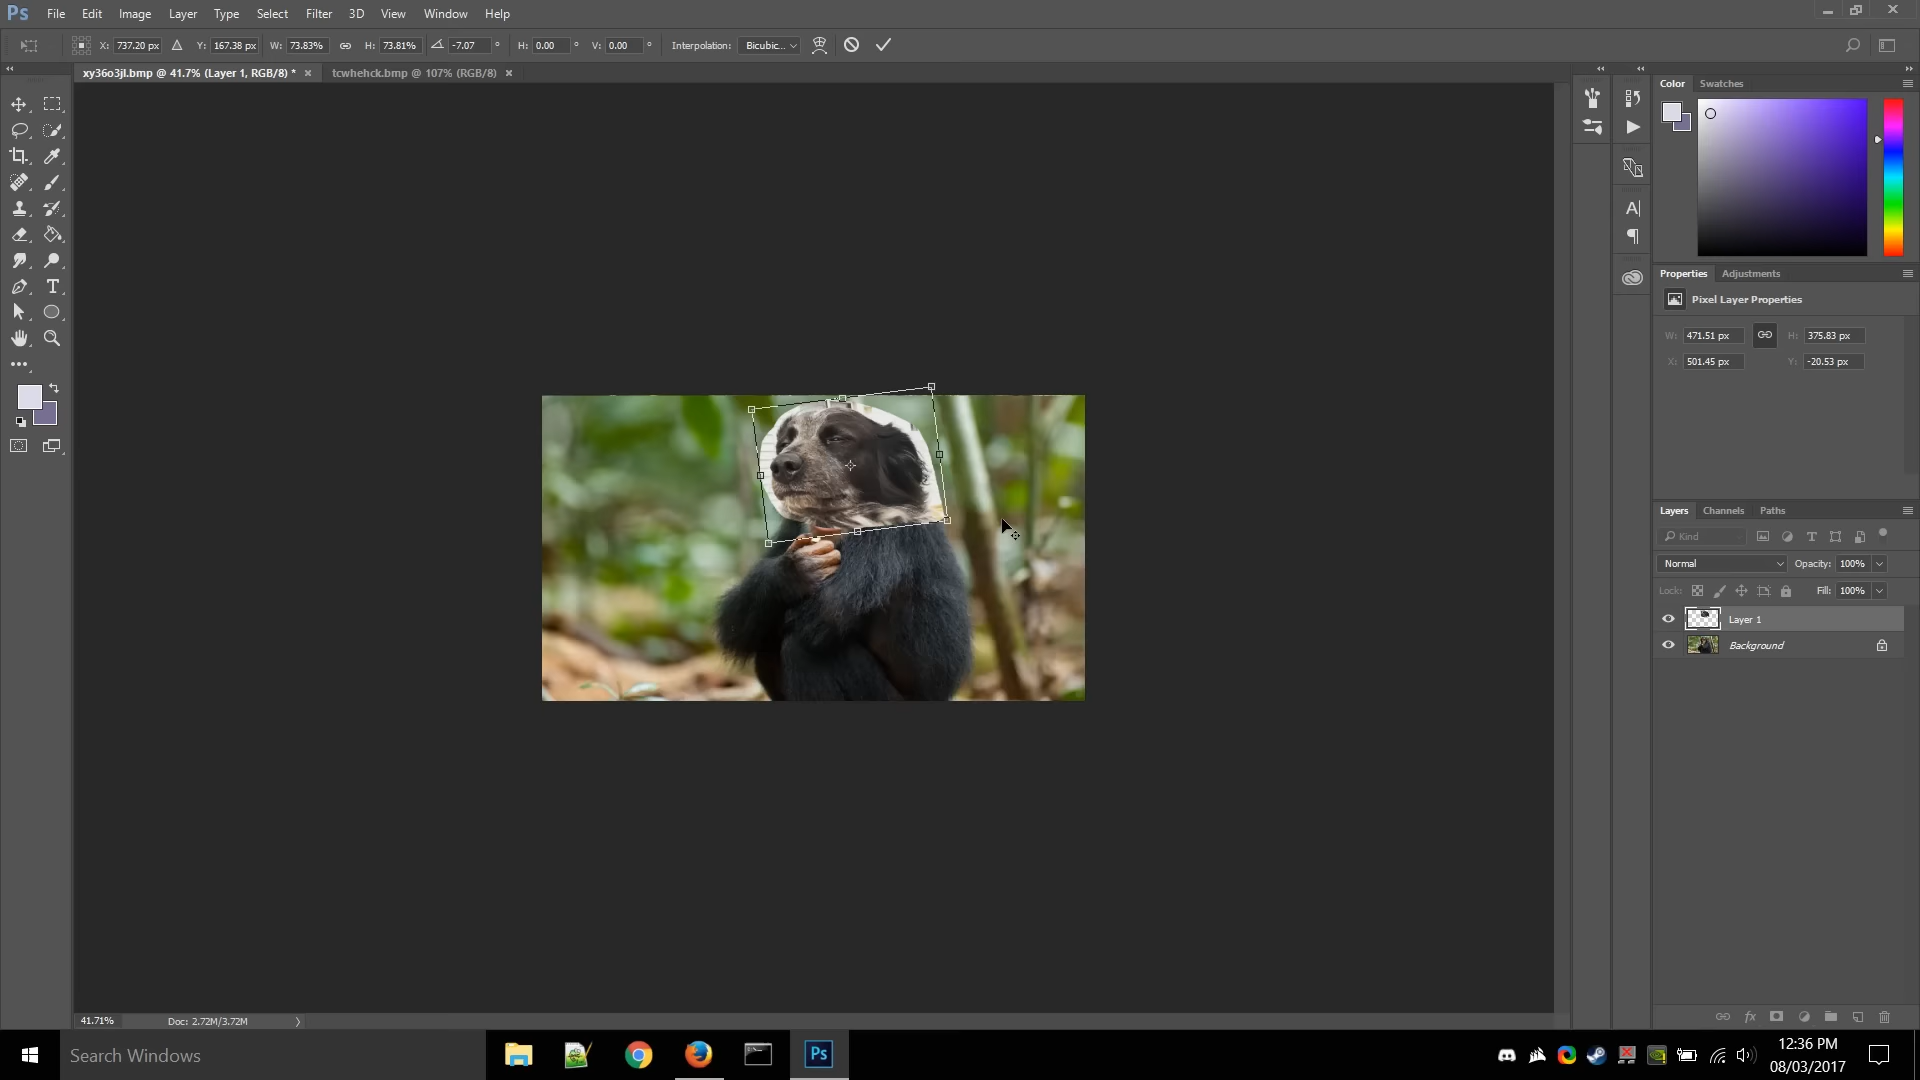 Ps File Edit Image Layer Type Select Filter 3D View Window Help
X: 737.20 px Y: 167.38 px W: 73.83% H: 73.81% -7.07 ° H: 0.00 ° V: 0.00 ° Interpolation: Bicubic...
xy36o3jl.bmp @ 41.7% (Layer 1, RGB/8) * × tcwhehck.bmp @ 107% (RGB/8) ×
Color Swatches
Properties Adjustments
Pixel Layer Properties
W: 471.51 px H: 375.83 px
X: 501.45 px Y: -20.53 px
Layers Channels Paths
Kind
Normal Opacity: 100%
Lock: Fill: 100%
Layer 1
Background
41.71% Doc: 2.72M/3.72M
Search Windows
Ps
12:36 PM
08/03/2017